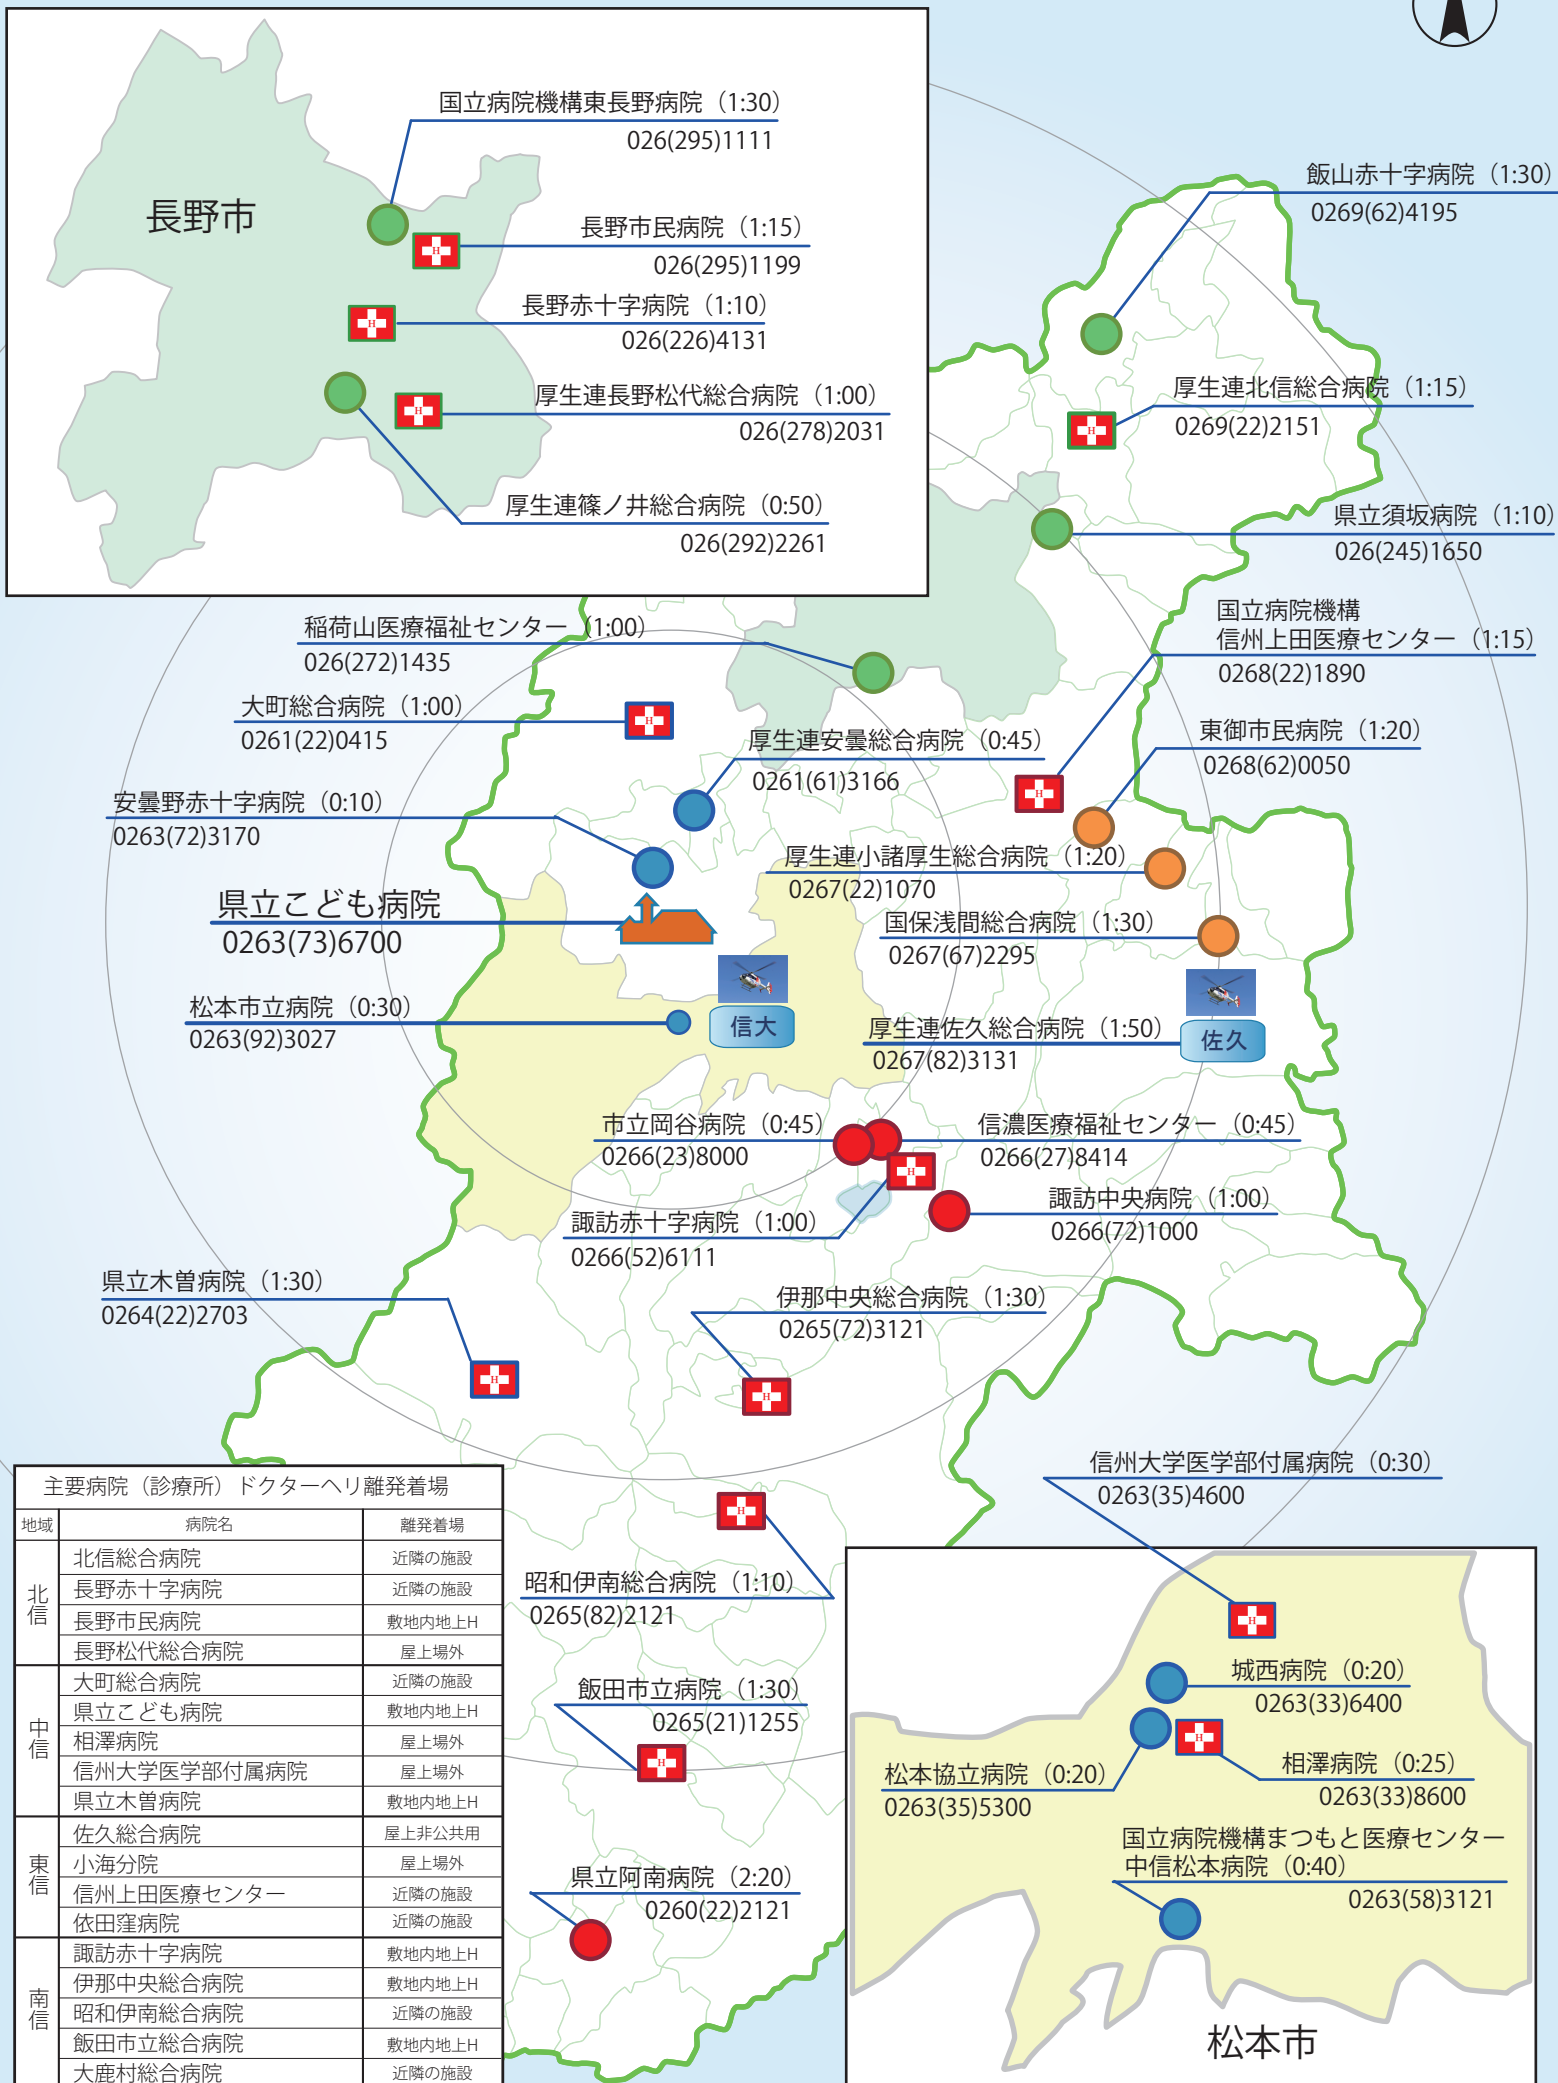 長野市
国立病院機構東長野病院（1:30）
026(295)1111
長野市民病院（1:15）
026(295)1199
長野赤十字病院（1:10）
026(226)4131
厚生連長野松代総合病院（1:00）
026(278)2031
厚生連篠ノ井総合病院（0:50）
026(292)2261
飯山赤十字病院（1:30）
0269(62)4195
厚生連北信総合病院（1:15）
0269(22)2151
県立須坂病院（1:10）
026(245)1650
稲荷山医療福祉センター（1:00）
026(272)1435
国立病院機構
信州上田医療センター（1:15）
0268(22)1890
大町総合病院（1:00）
0261(22)0415
厚生連安曇総合病院（0:45）
0261(61)3166
東御市民病院（1:20）
0268(62)0050
安曇野赤十字病院（0:10）
0263(72)3170
厚生連小諸厚生総合病院（1:20）
0267(22)1070
県立こども病院
0263(73)6700
国保浅間総合病院（1:30）
0267(67)2295
松本市立病院（0:30）
0263(92)3027
信大
厚生連佐久総合病院（1:50）
0267(82)3131
佐久
市立岡谷病院（0:45）
0266(23)8000
信濃医療福祉センター（0:45）
0266(27)8414
諏訪赤十字病院（1:00）
0266(52)6111
諏訪中央病院（1:00）
0266(72)1000
県立木曽病院（1:30）
0264(22)2703
伊那中央総合病院（1:30）
0265(72)3121
昭和伊南総合病院（1:10）
0265(82)2121
飯田市立病院（1:30）
0265(21)1255
県立阿南病院（2:20）
0260(22)2121
信州大学医学部付属病院（0:30）
0263(35)4600
城西病院（0:20）
0263(33)6400
松本協立病院（0:20）
0263(35)5300
相澤病院（0:25）
0263(33)8600
国立病院機構まつもと医療センター
中信松本病院（0:40）
0263(58)3121
松本市
主要病院（診療所）ドクターヘリ離発着場
地域 病院名 離発着場
北信
北信総合病院 近隣の施設
長野赤十字病院 近隣の施設
長野市民病院 敷地内地上H
長野松代総合病院 屋上場外
中信
大町総合病院 近隣の施設
県立こども病院 敷地内地上H
相澤病院 屋上場外
信州大学医学部付属病院 屋上場外
県立木曽病院 敷地内地上H
東信
佐久総合病院 屋上非公共用
小海分院 屋上場外
信州上田医療センター 近隣の施設
依田窪病院 近隣の施設
南信
諏訪赤十字病院 敷地内地上H
伊那中央総合病院 敷地内地上H
昭和伊南総合病院 近隣の施設
飯田市立総合病院 敷地内地上H
大鹿村総合病院 近隣の施設